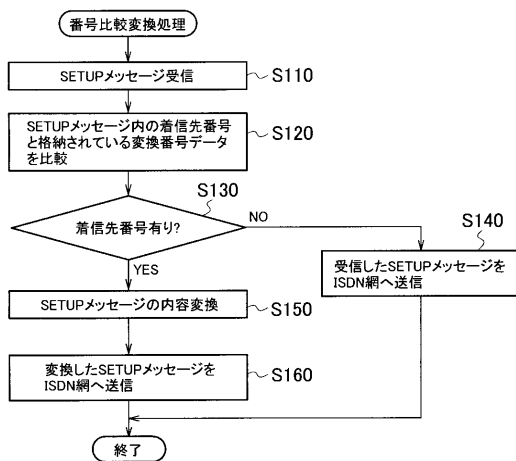 番号比較変換処理
SETUPメッセージ受信
S110
SETUPメッセージ内の着信先番号
と格納されている変換番号データ
を比較
S120
S130
着信先番号有り?
NO
YES
S140
受信したSETUPメッセージを
ISDN網へ送信
SETUPメッセージの内容変換
S150
変換したSETUPメッセージを
ISDN網へ送信
S160
終了